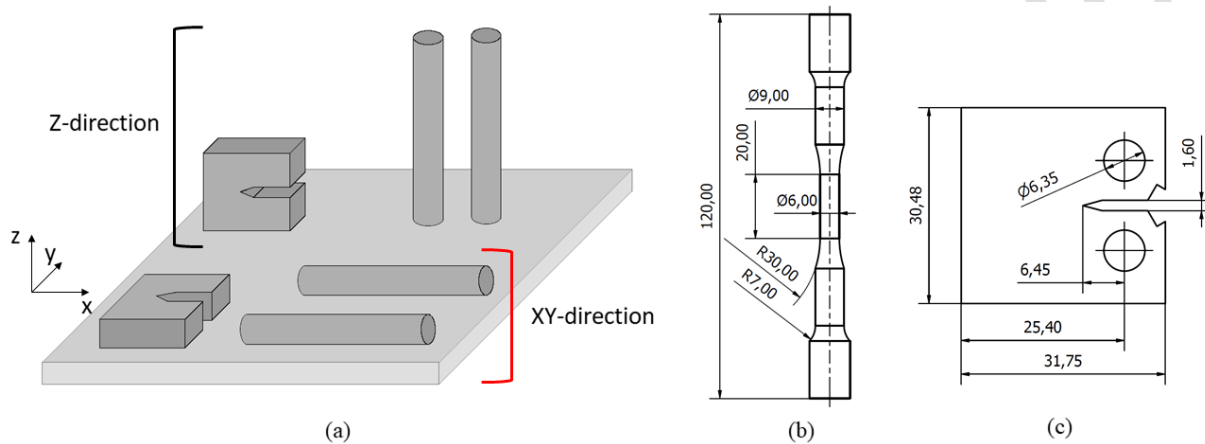 Z-direction
z
y
x
XY-direction
(a)
120,00
Ø9,00
20,00
Ø6,00
R30,00
R7,00
(b)
30,48
Ø6,35
1,60
6,45
25,40
31,75
(c)